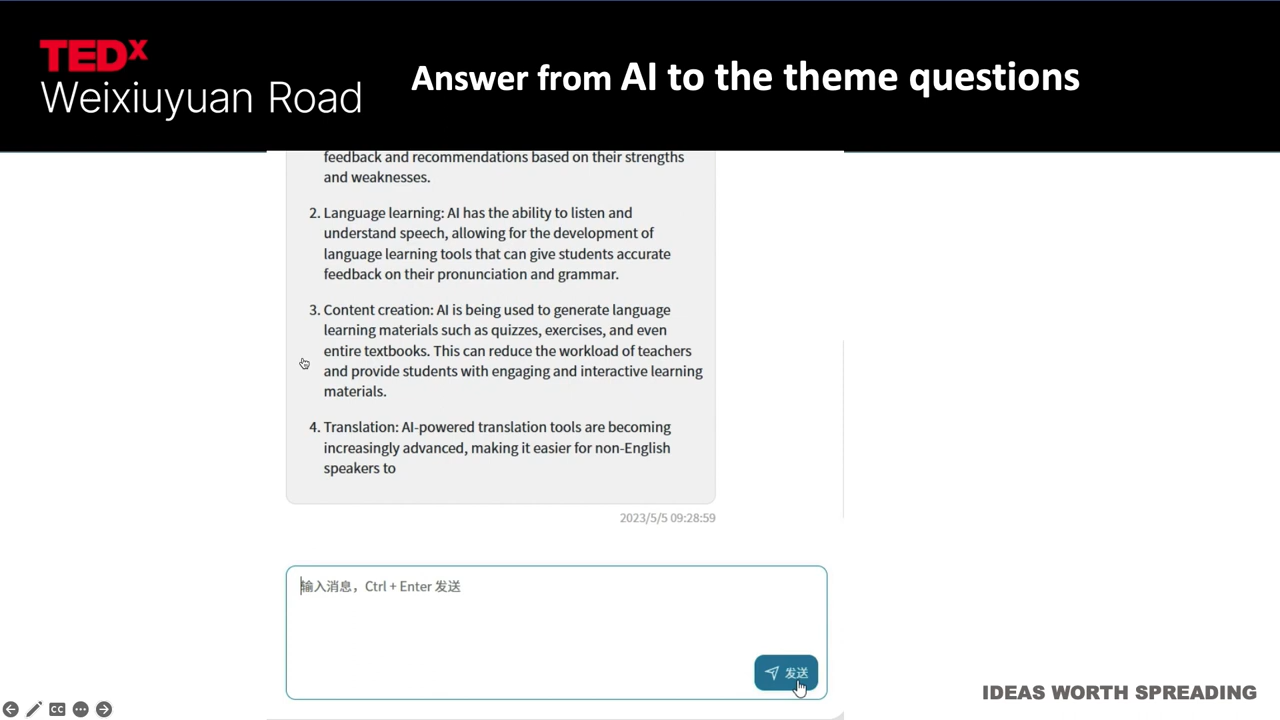 TEDx
Weixiuyuan Road
Answer from AI to the theme questions
feedback and recommendations based on their strengths
and weaknesses.
2. Language learning: AI has the ability to listen and
understand speech, allowing for the development of
language learning tools that can give students accurate
feedback on their pronunciation and grammar.
3. Content creation: AI is being used to generate language
learning materials such as quizzes, exercises, and even
entire textbooks. This can reduce the workload of teachers
and provide students with engaging and interactive learning
materials.
4. Translation: AI-powered translation tools are becoming
increasingly advanced, making it easier for non-English
speakers to
2023/5/5 09:28:59
输入消息，Ctrl + Enter 发送
发送
IDEAS WORTH SPREADING
CC